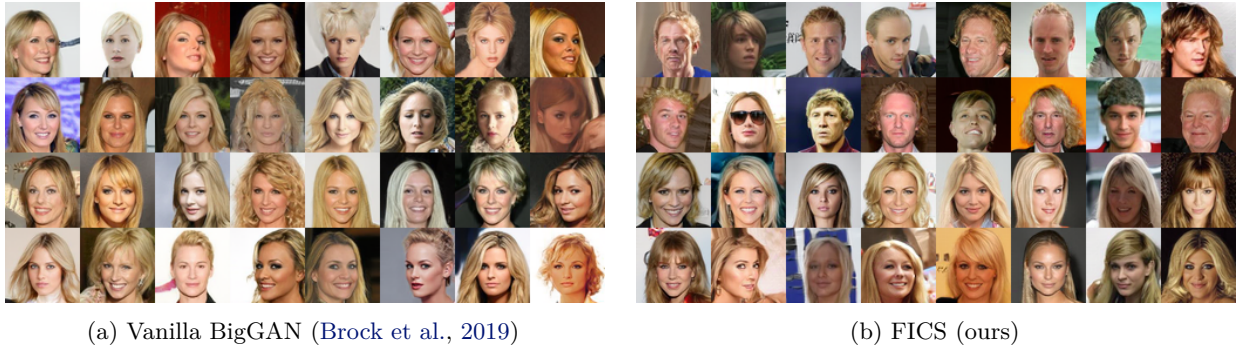 (a) Vanilla BigGAN (Brock et al., 2019)
(b) FICS (ours)